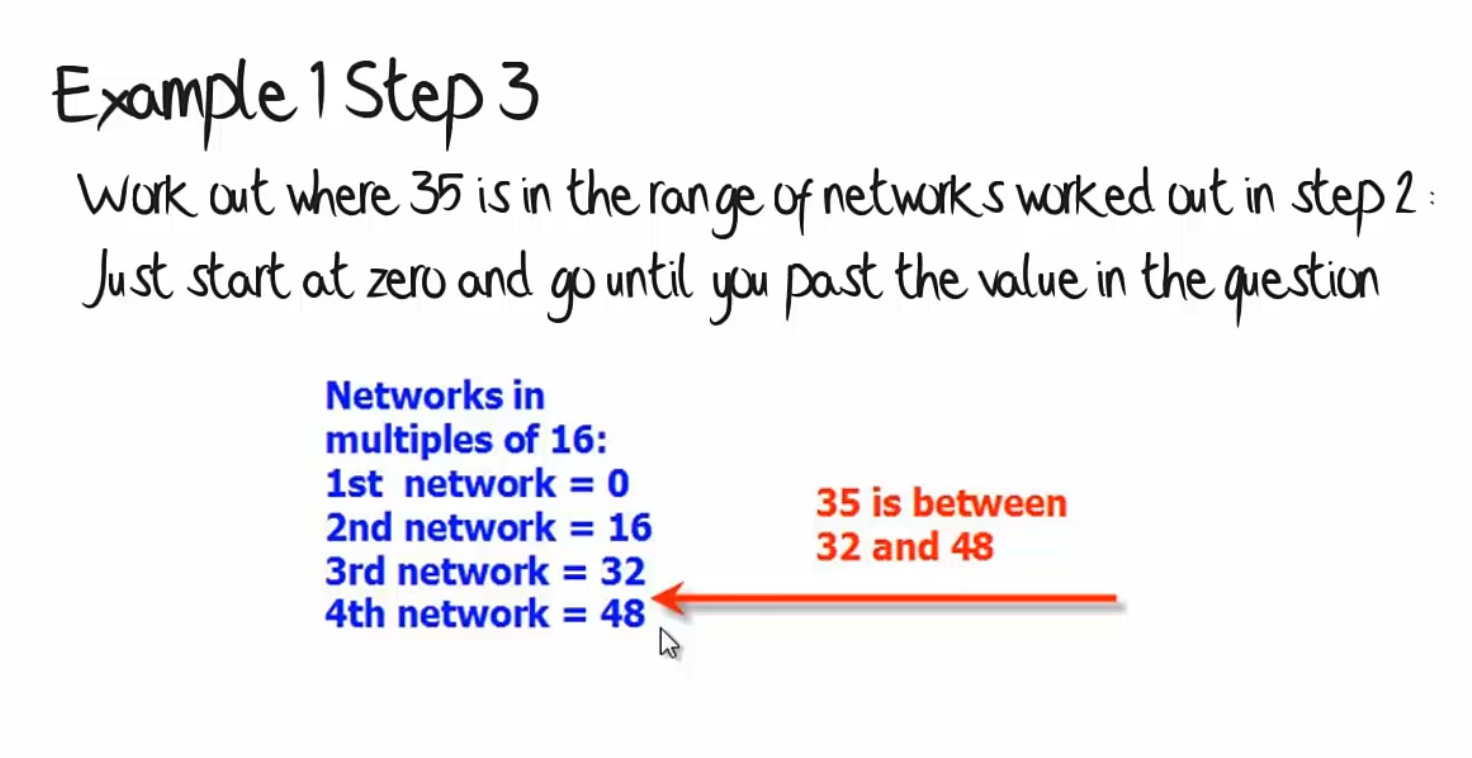 Example 1 Step 3
Work out where 35 is in the range of networks worked out in step 2:
Just start at zero and go until you past the value in the question
Networks in
multiples of 16:
1st network = 0
2nd network = 16
3rd network = 32
4th network = 48
35 is between
32 and 48